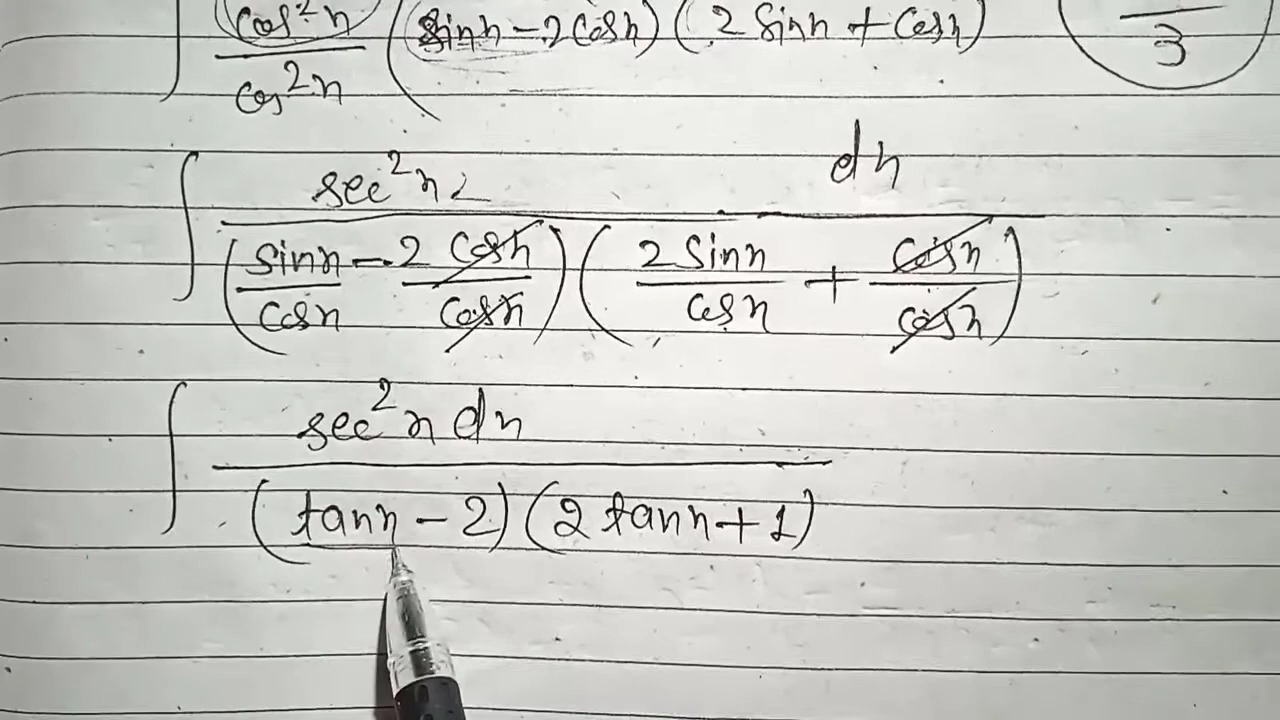 ∫ cos²x / cos²x (sinx - 2cosx) (2 sinx + cosx)
3
∫ sec²x dx / (sinx/cosx - 2 cosx/cosx) (2 sinx/cosx + cosx/cosx)
∫ sec²x dx / (tanx - 2) (2 tanx + 1)